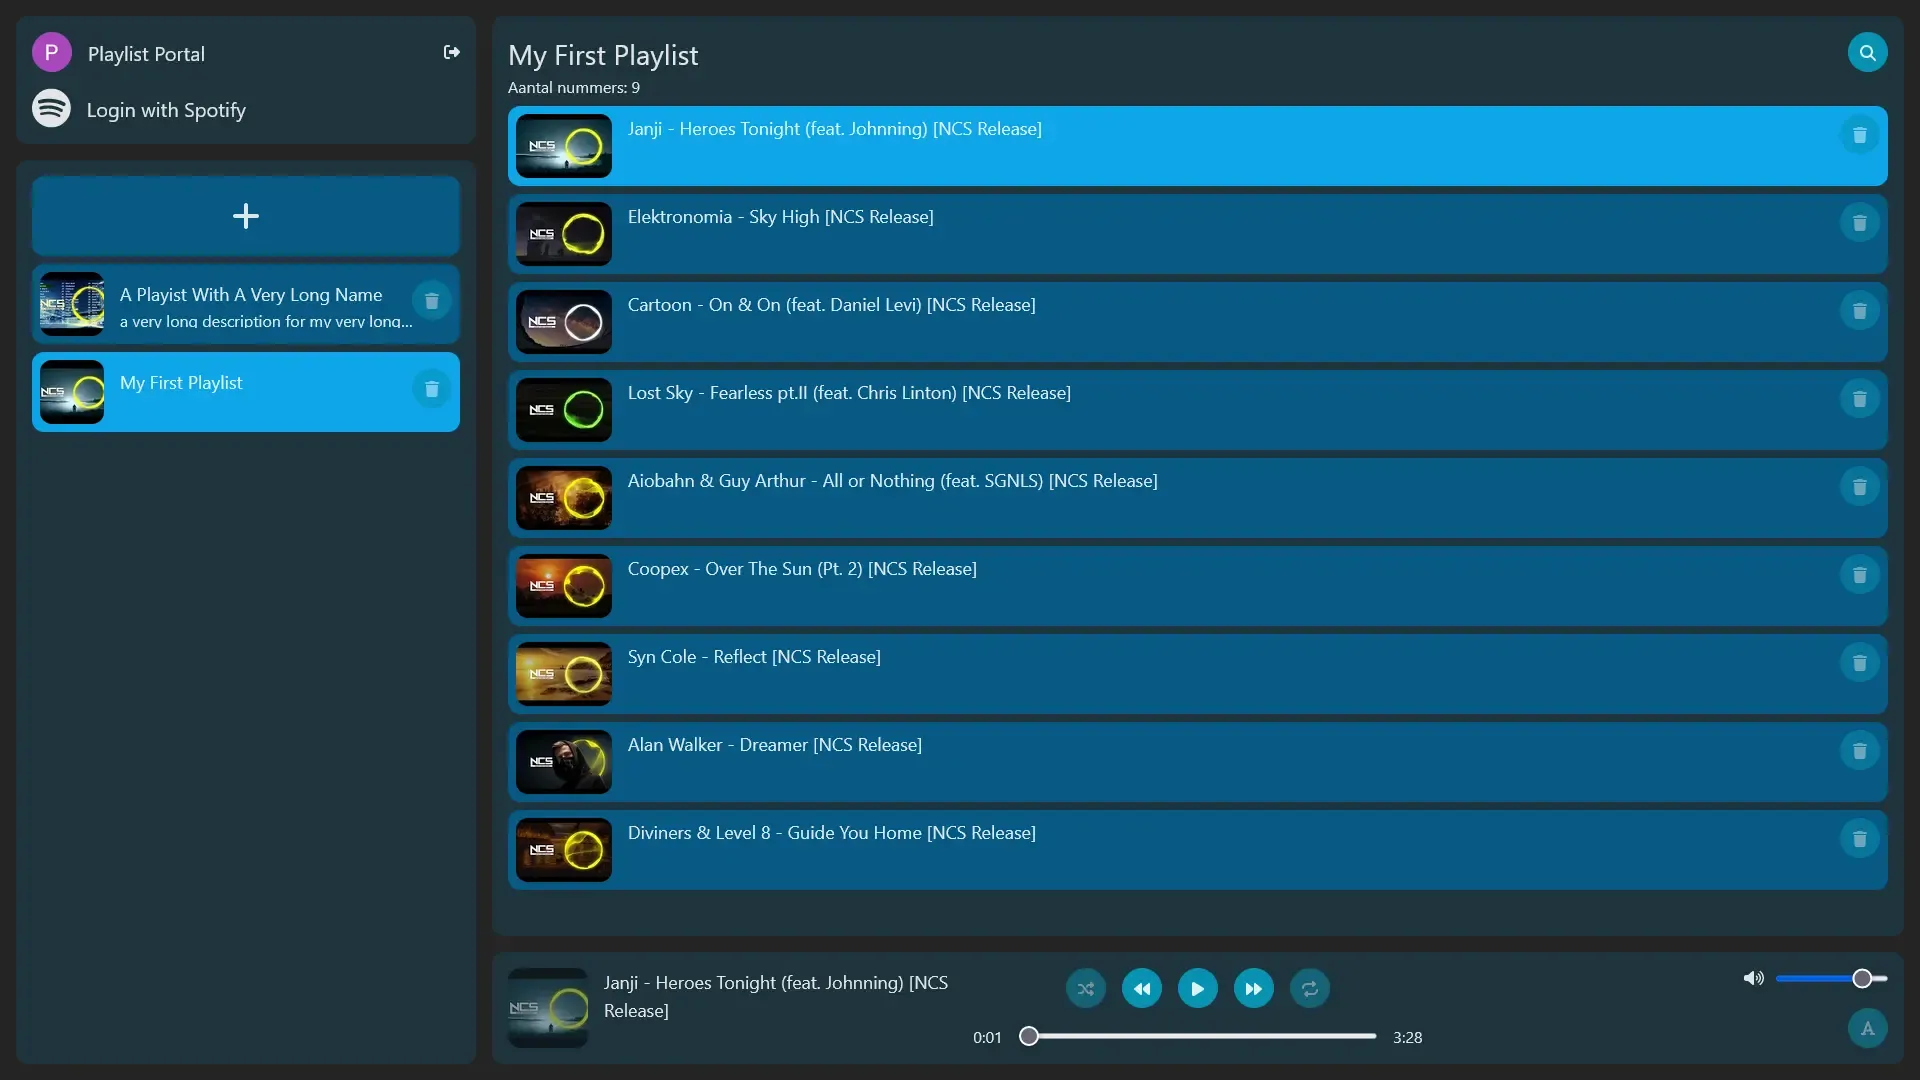 P
Playlist Portal
Login with Spotify
NCS
A Playist With A Very Long Name
a very long description for my very long...
NCS
My First Playlist
My First Playlist
Aantal nummers: 9
NCS
Janji - Heroes Tonight (feat. Johnning) [NCS Release]
NCS
Elektronomia - Sky High [NCS Release]
NCS
Cartoon - On & On (feat. Daniel Levi) [NCS Release]
NCS
Lost Sky - Fearless pt.II (feat. Chris Linton) [NCS Release]
NCS
Aiobahn & Guy Arthur - All or Nothing (feat. SGNLS) [NCS Release]
NCS
Coopex - Over The Sun (Pt. 2) [NCS Release]
NCS
Syn Cole - Reflect [NCS Release]
NCS
Alan Walker - Dreamer [NCS Release]
NCS
Diviners & Level 8 - Guide You Home [NCS Release]
NCS
Janji - Heroes Tonight (feat. Johnning) [NCS
Release]
0:01
3:28
A